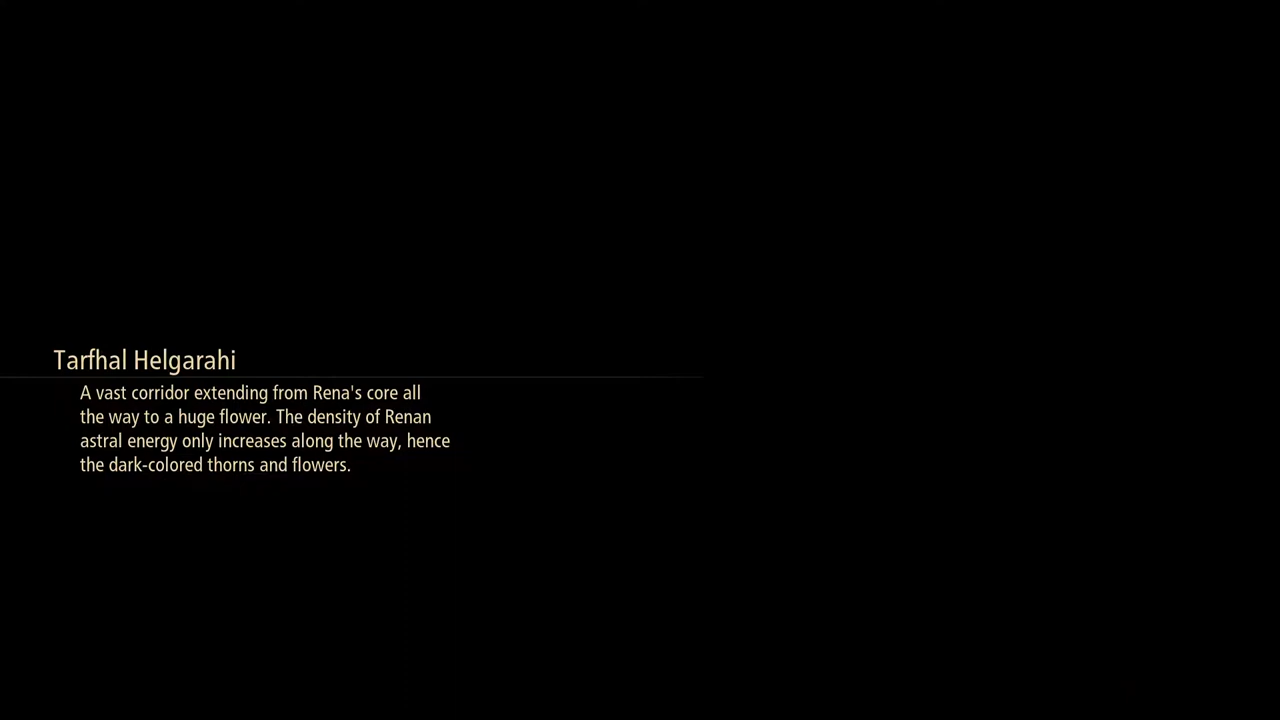 Tarfhal Helgarahi
A vast corridor extending from Rena's core all
the way to a huge flower. The density of Renan
astral energy only increases along the way, hence
the dark-colored thorns and flowers.